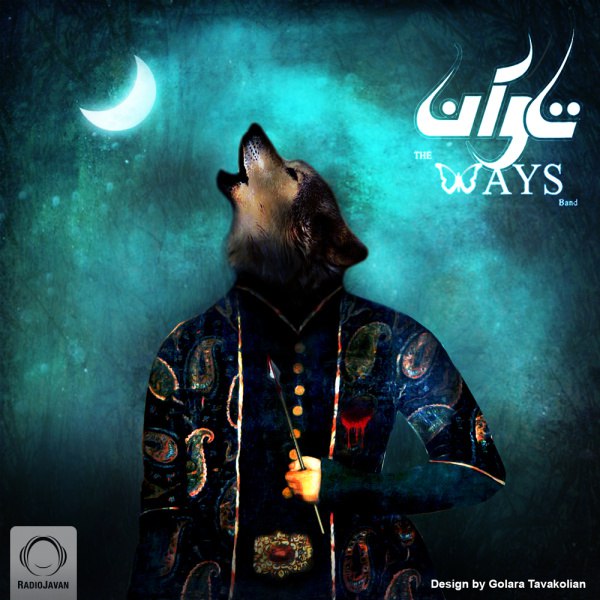 تاوان
THE
WAYS
Band
RADIOJAVAN
Design by Golara Tavakolian